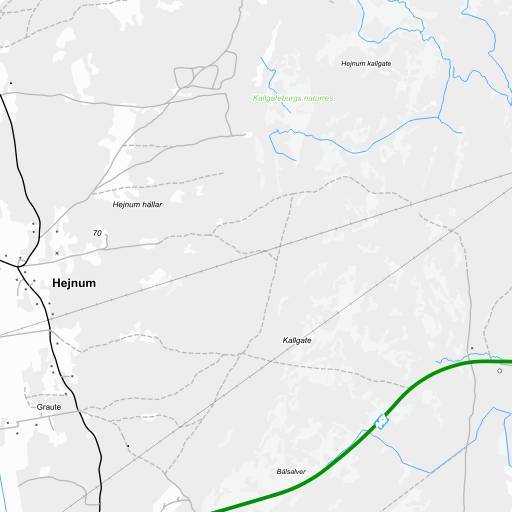 Hejnum kallgate
Kallgateburgs naturres.
Hejnum hällar
70
Hejnum
Kallgate
Graute
Bälsalver